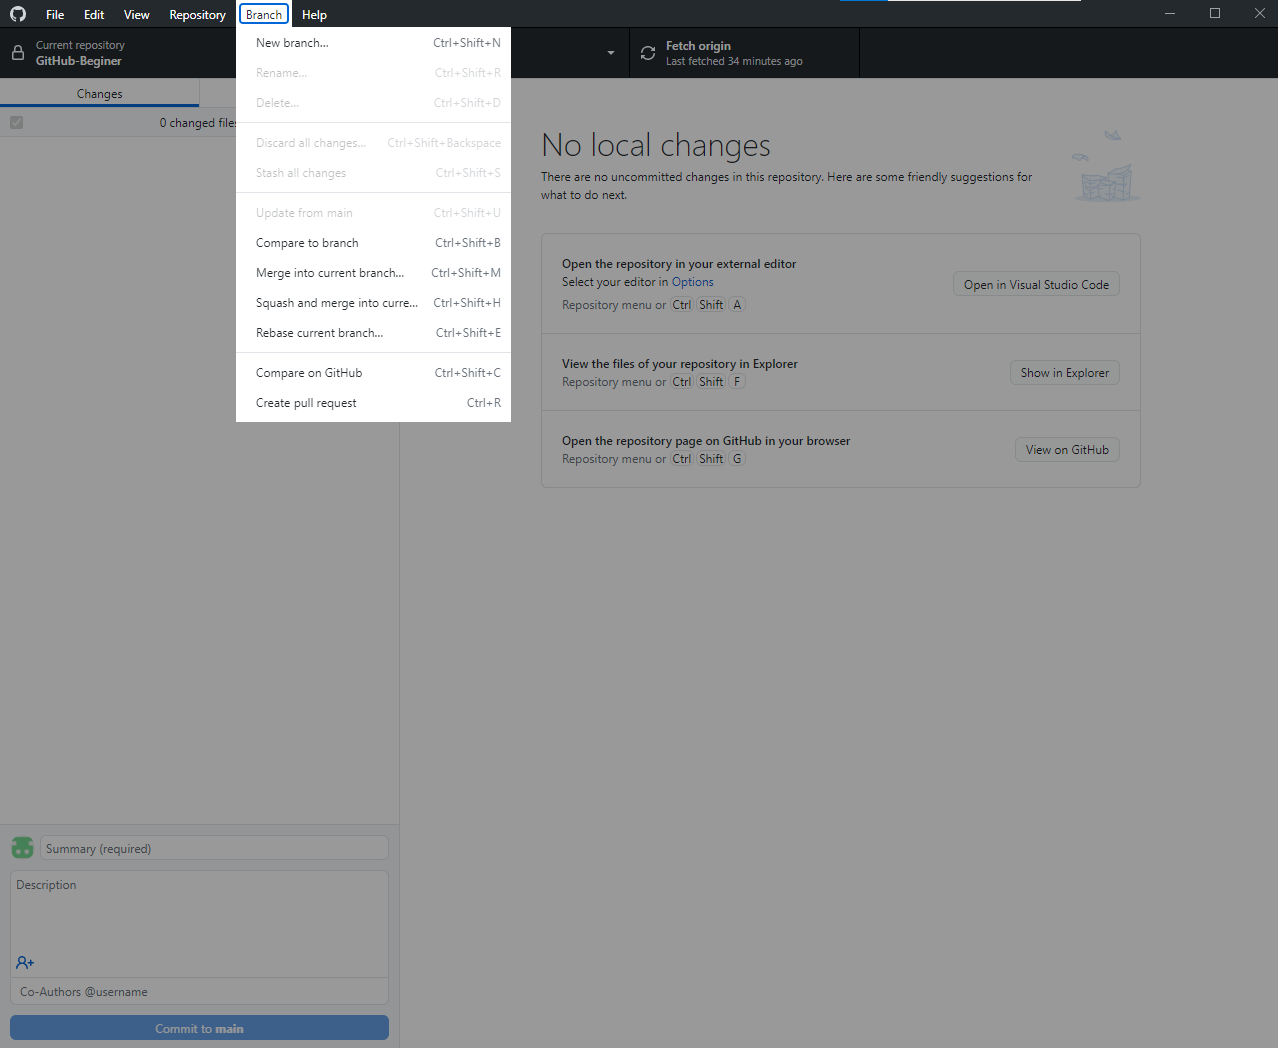 File Edit View Repository Branch Help
Current repository
GitHub-Beginer
Fetch origin
Last fetched 34 minutes ago
New branch... Ctrl+Shift+N
Rename... Ctrl+Shift+R
Delete... Ctrl+Shift+D
Discard all changes... Ctrl+Shift+Backspace
Stash all changes Ctrl+Shift+S
Update from main Ctrl+Shift+U
Compare to branch Ctrl+Shift+B
Merge into current branch... Ctrl+Shift+M
Squash and merge into curre... Ctrl+Shift+H
Rebase current branch... Ctrl+Shift+E
Compare on GitHub Ctrl+Shift+C
Create pull request Ctrl+R
Changes
0 changed files
No local changes
There are no uncommitted changes in this repository. Here are some friendly suggestions for
what to do next.
Open the repository in your external editor
Select your editor in Options
Repository menu or Ctrl Shift A
Open in Visual Studio Code
View the files of your repository in Explorer
Repository menu or Ctrl Shift F
Show in Explorer
Open the repository page on GitHub in your browser
Repository menu or Ctrl Shift G
View on GitHub
Summary (required)
Description
Co-Authors @username
Commit to main